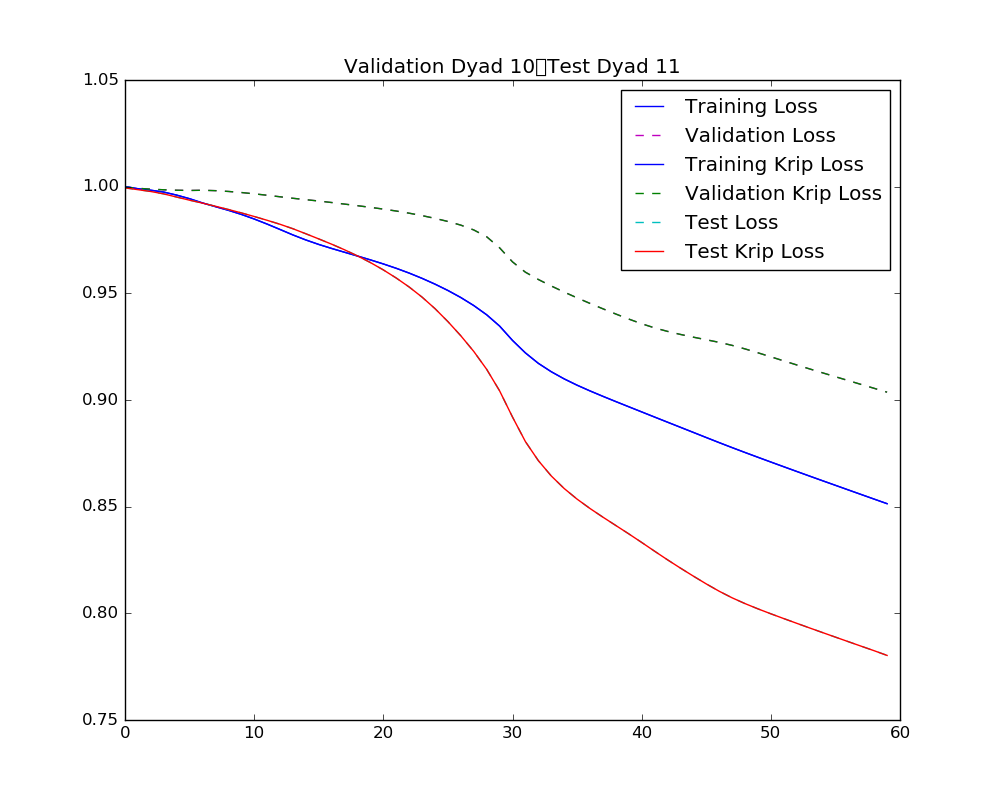 Validation Dyad 10▯Test Dyad 11
1.05
1.00
0.95
0.90
0.85
0.80
0.75
0
10
20
30
40
50
60
Training Loss
Validation Loss
Training Krip Loss
Validation Krip Loss
Test Loss
Test Krip Loss